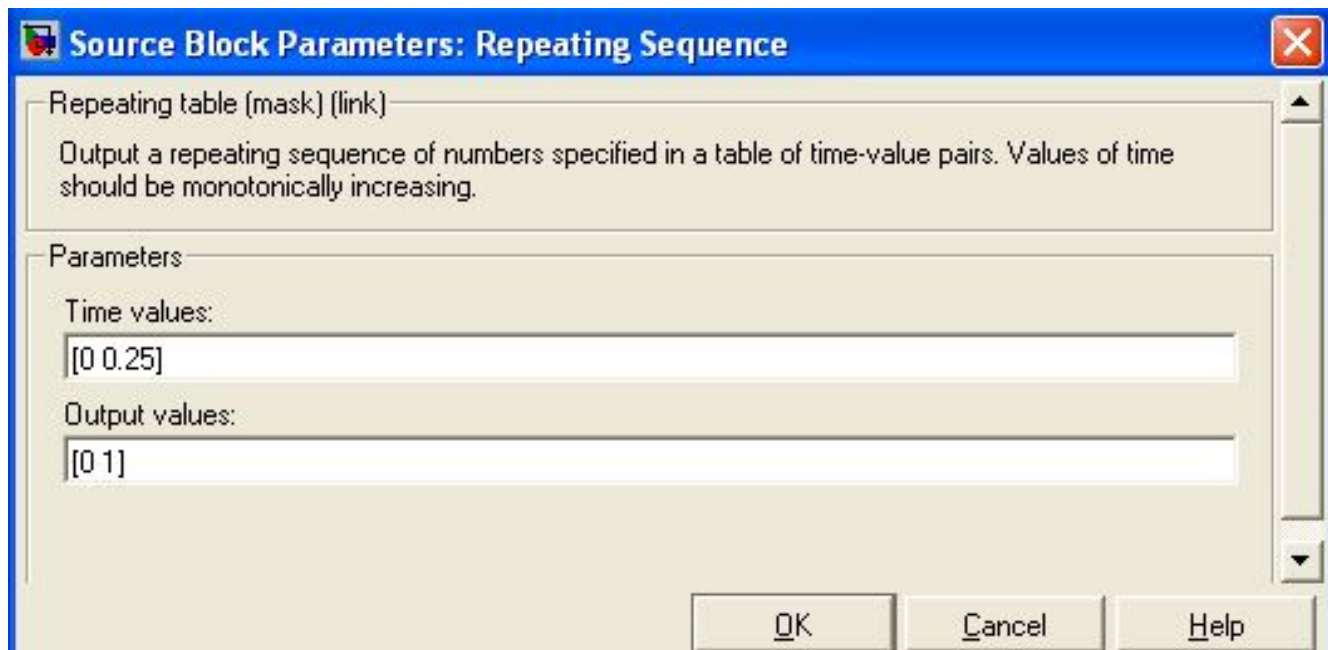 Source Block Parameters: Repeating Sequence
Repeating table (mask) (link)
Output a repeating sequence of numbers specified in a table of time-value pairs. Values of time
should be monotonically increasing.
Parameters
Time values:
[0 0.25]
Output values:
[0 1]
OK Cancel Help